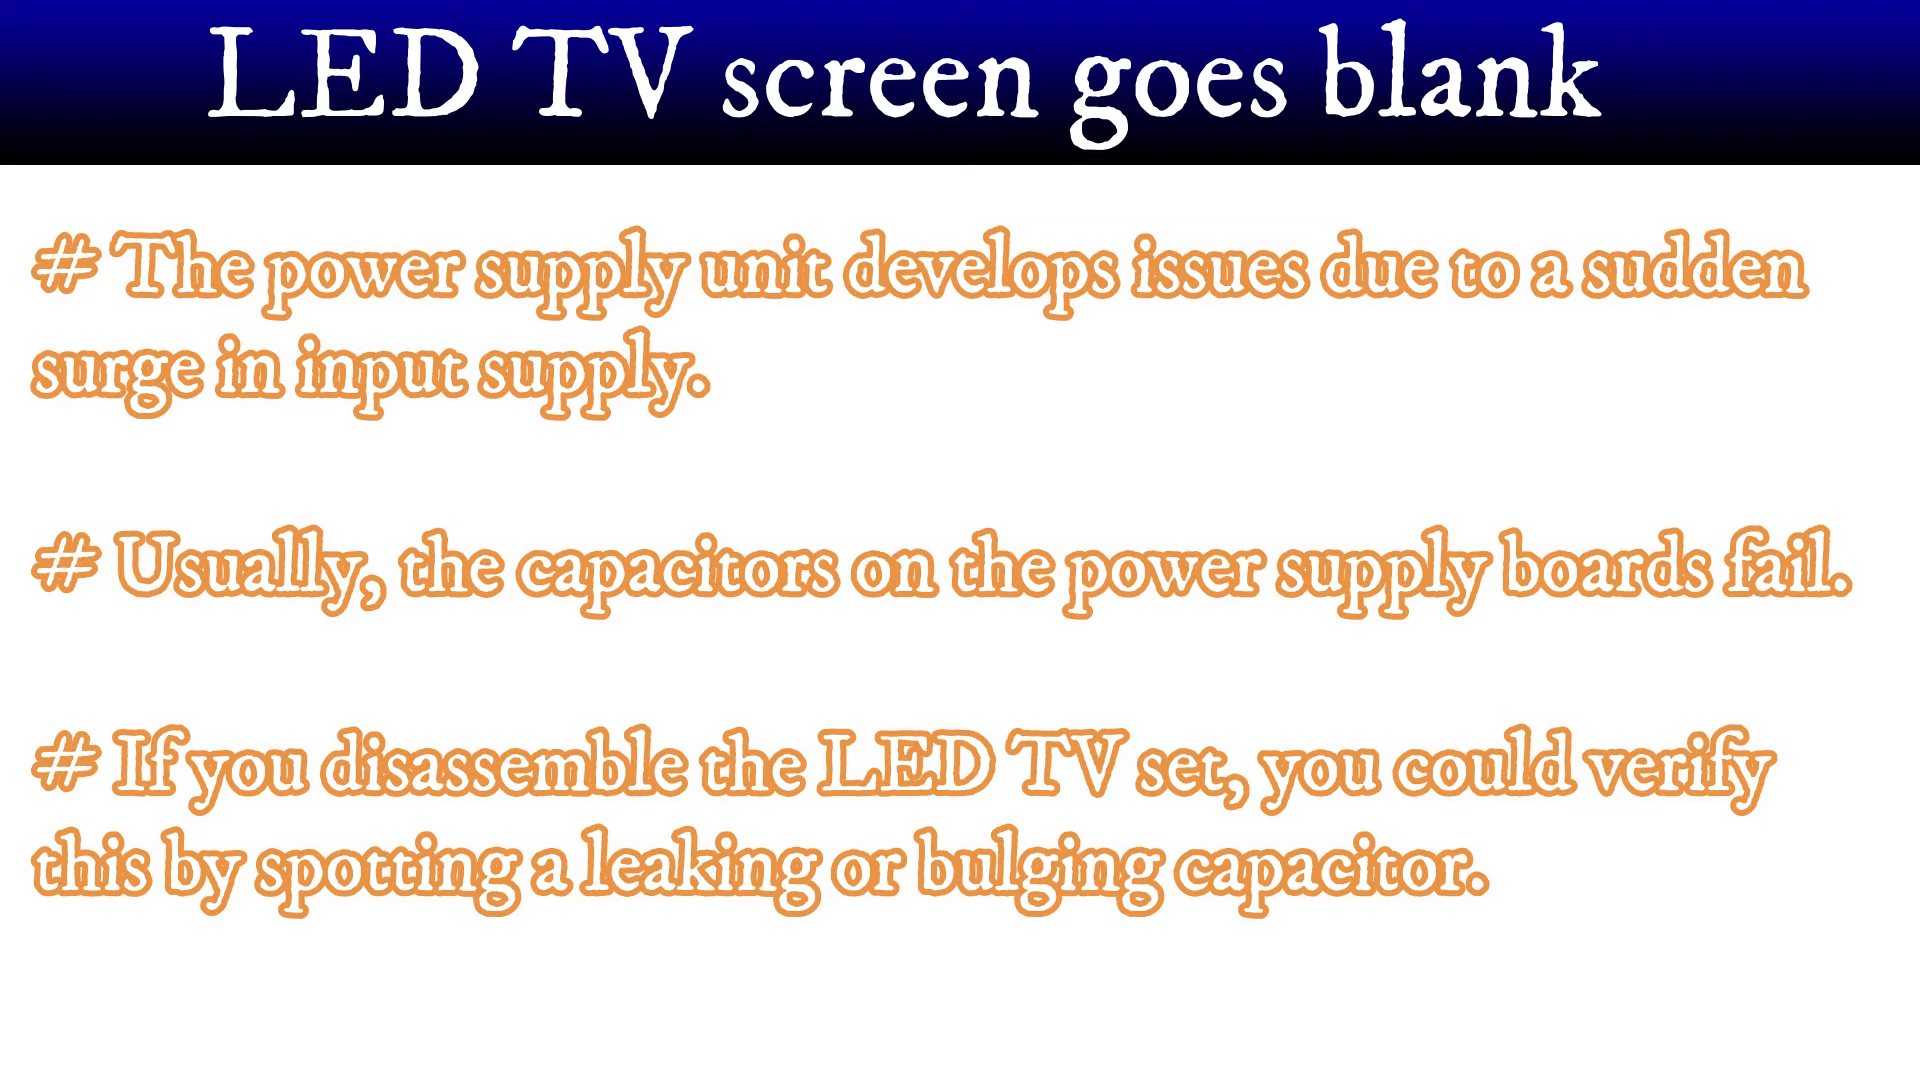 LED TV screen goes blank
# The power supply unit develops issues due to a sudden
surge in input supply.
# Usually, the capacitors on the power supply boards fail.
# If you disassemble the LED TV set, you could verify
this by spotting a leaking or bulging capacitor.